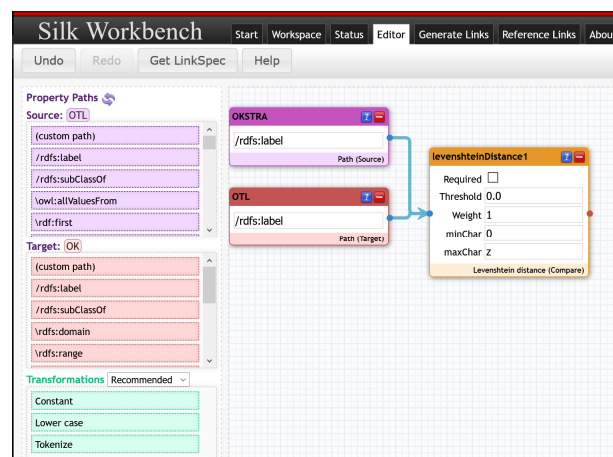 Silk Workbench
Start Workspace Status Editor Generate Links Reference Links Abou
Undo Redo Get LinkSpec Help
Property Paths
Source: OTL
(custom path)
/rdfs:label
/rdfs:subClassOf
\owl:allValuesFrom
\rdf:first
Target: OK
(custom path)
/rdfs:label
/rdfs:subClassOf
\rdfs:domain
\rdfs:range
Transformations Recommended
Constant
Lower case
Tokenize
OKSTRA ?
/rdfs:label
Path (Source)
OTL ?
/rdfs:label
Path (Target)
levenshteinDistance1 ?
Required
Threshold 0.0
Weight 1
minChar 0
maxChar z
Levenshtein distance (Compare)